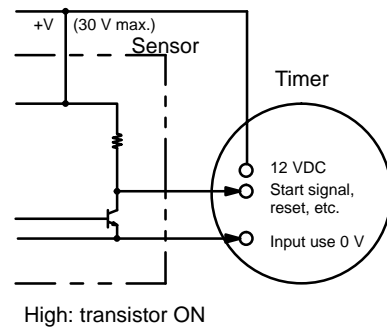 +V (30 V max.)
Sensor
Timer
12 VDC
Start signal,
reset, etc.
Input use 0 V
High: transistor ON